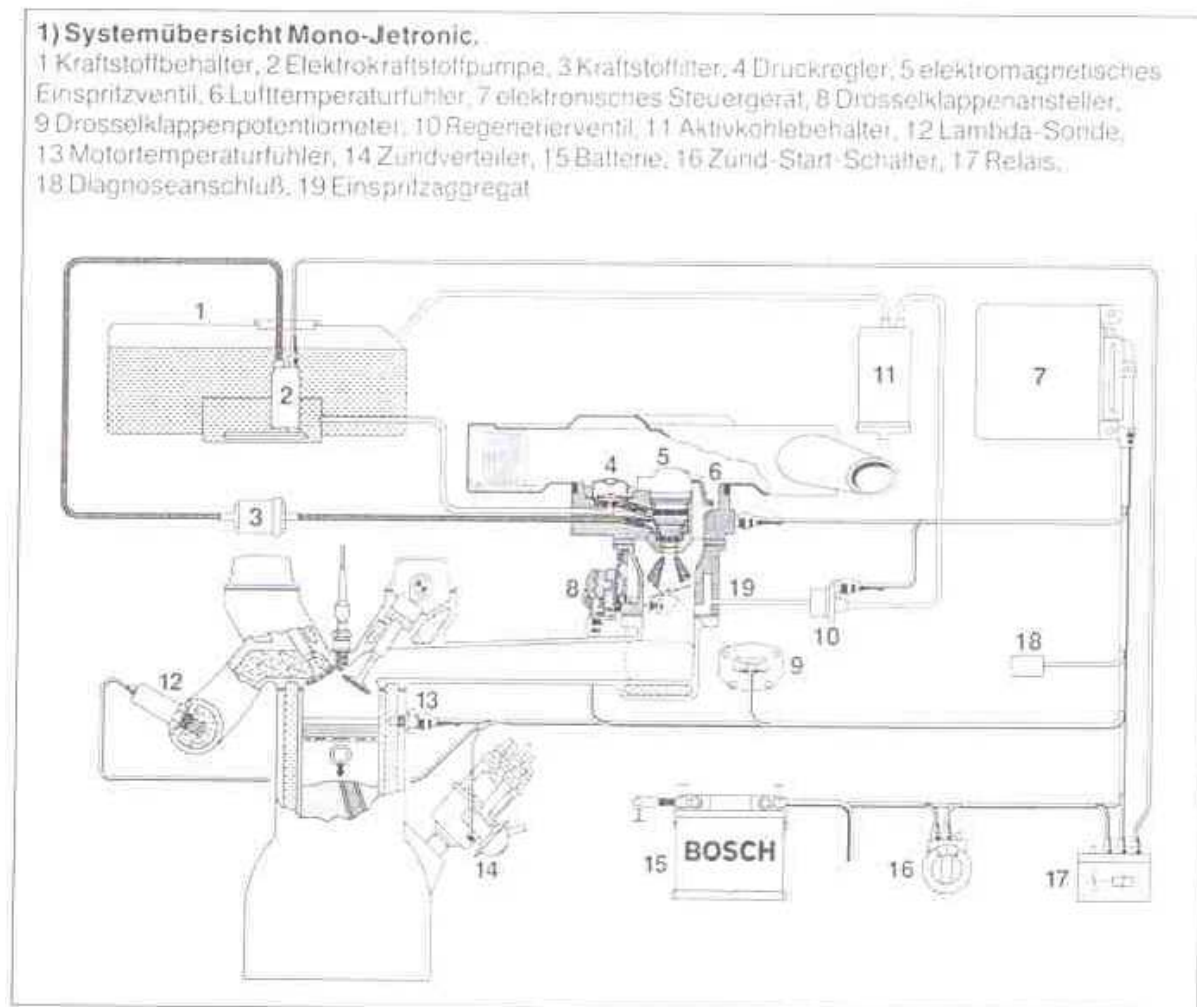 1) Systemübersicht Mono-Jetronic.
1 Kraftstoffbehälter, 2 Elektrokraftstoffpumpe, 3 Kraftstoffilter, 4 Druckregler, 5 elektromagnetisches
Einspritzventil, 6 Lufttemperaturfühler, 7 elektronisches Steuergerät, 8 Drosselklappenansteller,
9 Drosselklappenpotentiometer, 10 Regenerierventil, 11 Aktivkohlebehälter, 12 Lambda-Sonde,
13 Motortemperaturfühler, 14 Zündverteiler, 15 Batterie, 16 Zünd-Start-Schalter, 17 Relais,
18 Diagnoseanschluß, 19 Einspritzaggregat
1
2
11
7
4
5
6
3
8
19
10
9
18
12
13
14
15
BOSCH
16
17